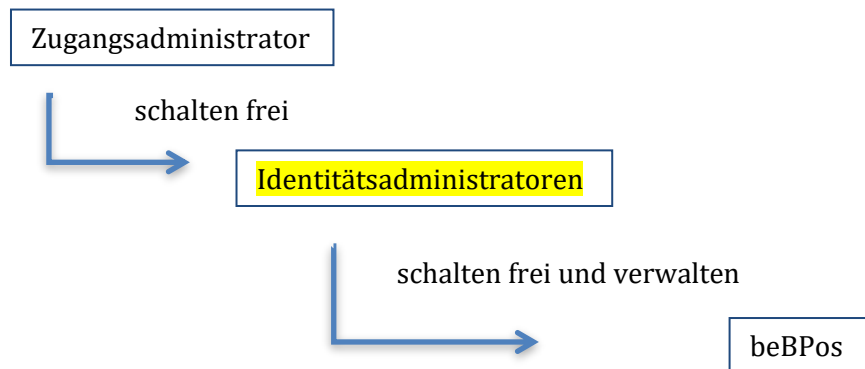 Zugangsadministrator
schalten frei
Identitätsadministratoren
schalten frei und verwalten
beBPos